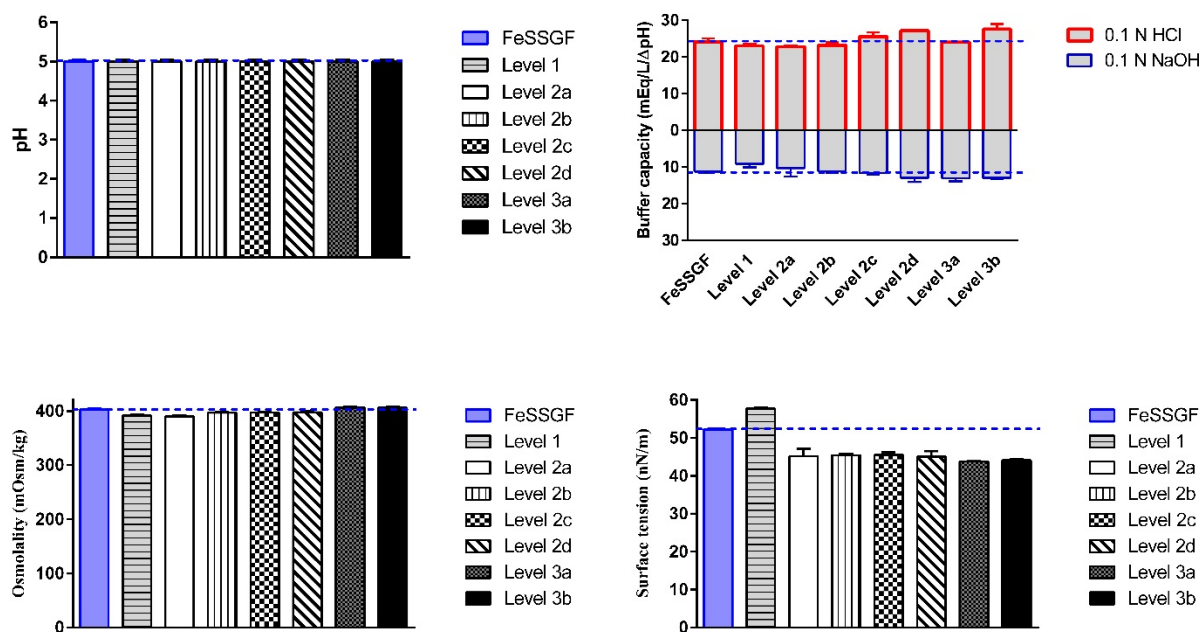 6
5
4
3
2
1
0
pH
FeSSGF
Level 1
Level 2a
Level 2b
Level 2c
Level 2d
Level 3a
Level 3b
30
20
10
0
10
20
30
Buffer capacity (mEq/L/ΔpH)
FeSSGF
Level 1
Level 2a
Level 2b
Level 2c
Level 2d
Level 3a
Level 3b
0.1 N HCl
0.1 N NaOH
400
300
200
100
0
Osmolality (mOsm/kg)
FeSSGF
Level 1
Level 2a
Level 2b
Level 2c
Level 2d
Level 3a
Level 3b
60
50
40
30
20
10
0
Surface tension (nN/m)
FeSSGF
Level 1
Level 2a
Level 2b
Level 2c
Level 2d
Level 3a
Level 3b